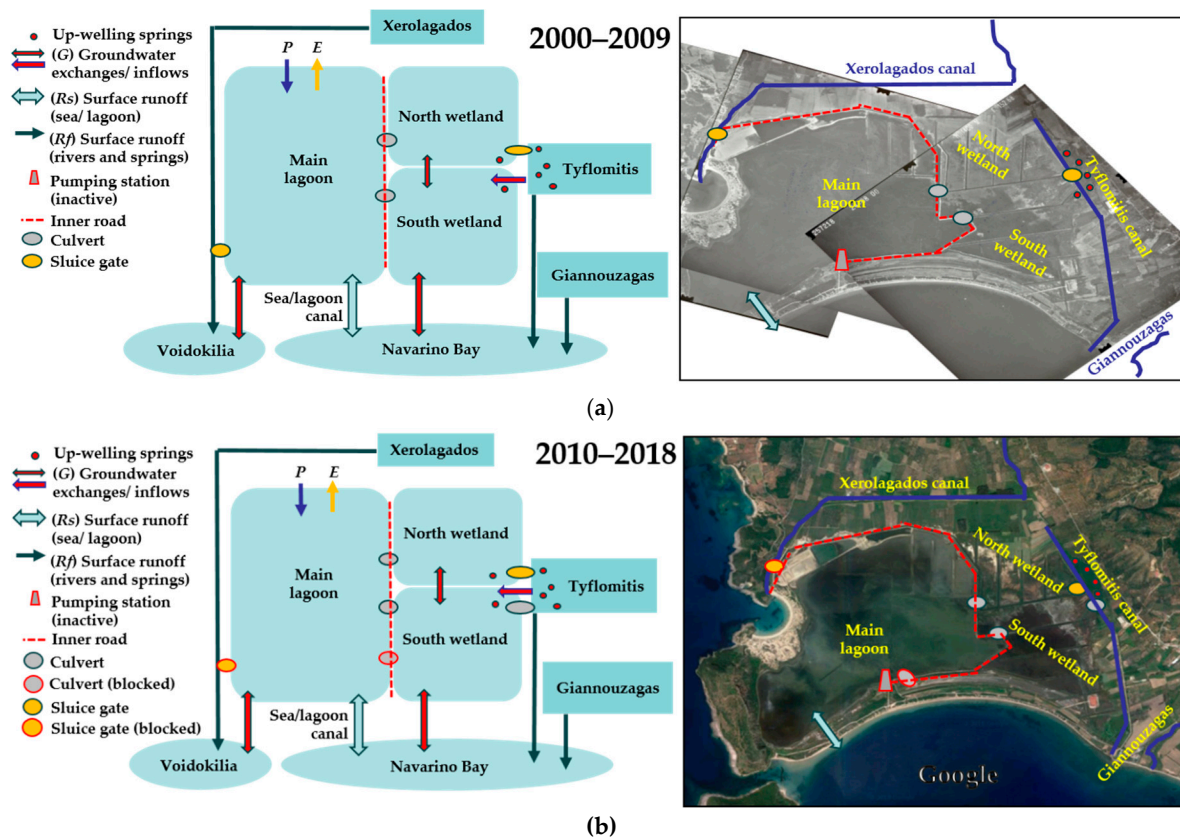 Up-welling springs
(G) Groundwater
exchanges/ inflows
(Rs) Surface runoff
(sea/ lagoon)
(Rf) Surface runoff
(rivers and springs)
Pumping station
(inactive)
Inner road
Culvert
Sluice gate
Xerolagados
2000–2009
P E
North wetland
Main
lagoon
Tyflomitis
South wetland
Giannouzagas
Sea/lagoon
canal
Voidokilia
Navarino Bay
Xerolagados canal
North
wetland
Main
lagoon
Tyflomitis canal
South
wetland
Giannouzagas
(a)
Up-welling springs
(G) Groundwater
exchanges/ inflows
(Rs) Surface runoff
(sea/ lagoon)
(Rf) Surface runoff
(rivers and springs)
Pumping station
(inactive)
Inner road
Culvert
Culvert (blocked)
Sluice gate
Sluice gate (blocked)
Xerolagados
2010–2018
P E
North wetland
Main
lagoon
Tyflomitis
South wetland
Giannouzagas
Sea/lagoon
canal
Voidokilia
Navarino Bay
Xerolagados canal
North wetland
Tyflomitis canal
Main
lagoon
South wetland
Giannouzagas
Google
(b)